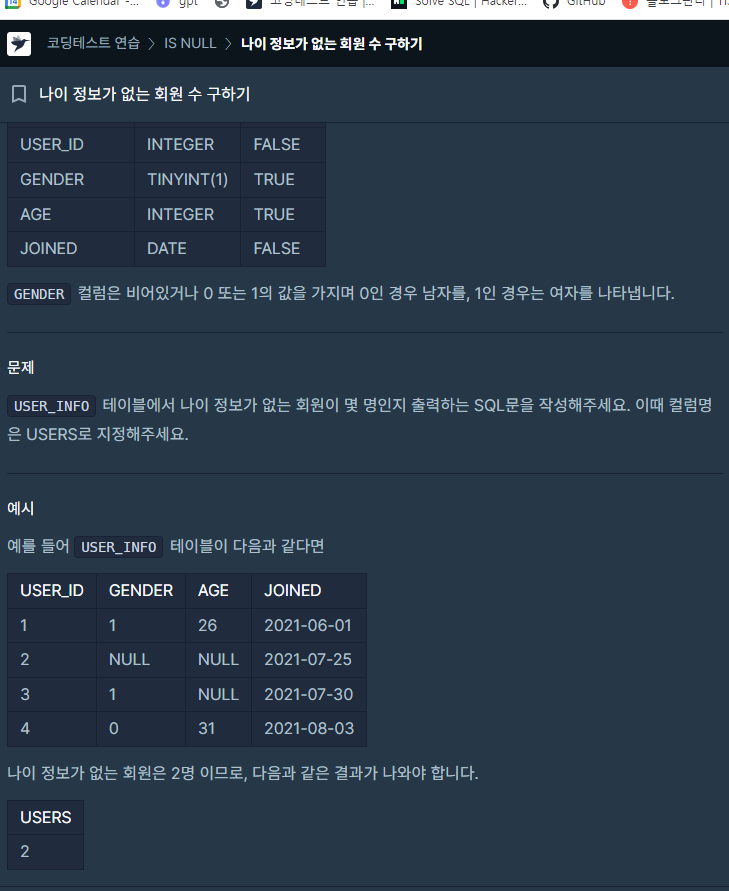 Google Calendar -...
gpt
코딩테스트 연습 |...
Solve SQL | Hacker...
GitHub
코딩테스트 연습 > IS NULL > 나이 정보가 없는 회원 수 구하기
나이 정보가 없는 회원 수 구하기
USER_ID INTEGER FALSE
GENDER TINYINT(1) TRUE
AGE INTEGER TRUE
JOINED DATE FALSE
GENDER 컬럼은 비어있거나 0 또는 1의 값을 가지며 0인 경우 남자를, 1인 경우는 여자를 나타냅니다.
문제
USER_INFO 테이블에서 나이 정보가 없는 회원이 몇 명인지 출력하는 SQL문을 작성해주세요. 이때 컬럼명
은 USERS로 지정해주세요.
예시
예를 들어 USER_INFO 테이블이 다음과 같다면
USER_ID GENDER AGE JOINED
1 1 26 2021-06-01
2 NULL NULL 2021-07-25
3 1 NULL 2021-07-30
4 0 31 2021-08-03
나이 정보가 없는 회원은 2명 이므로, 다음과 같은 결과가 나와야 합니다.
USERS
2